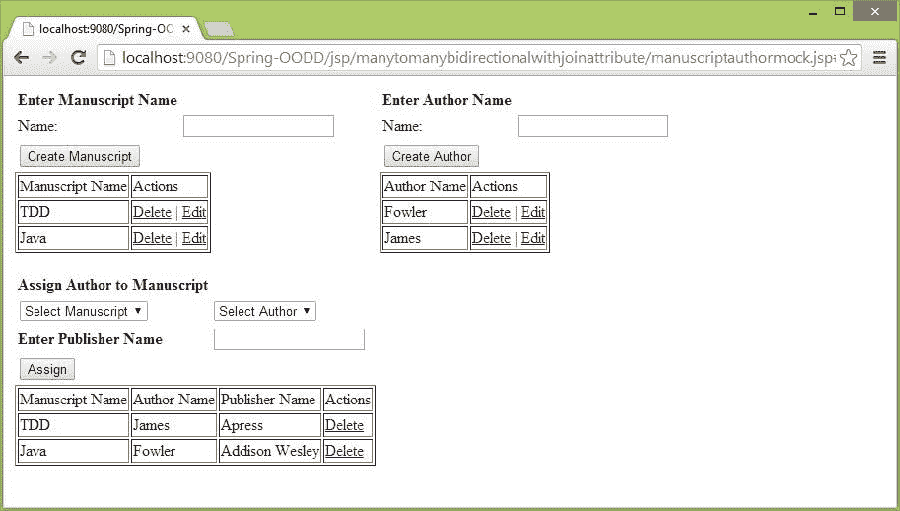 localhost:9080/Spring-OO
localhost:9080/Spring-OODD/jsp/manytomanybidirectionalwithjoinattribute/manuscriptauthormock.jsp#
Enter Manuscript Name
Name:
Create Manuscript
Manuscript Name Actions
TDD Delete | Edit
Java Delete | Edit
Enter Author Name
Name:
Create Author
Author Name Actions
Fowler Delete | Edit
James Delete | Edit
Assign Author to Manuscript
Select Manuscript Select Author
Enter Publisher Name
Assign
Manuscript Name Author Name Publisher Name Actions
TDD James Apress Delete
Java Fowler Addison Wesley Delete